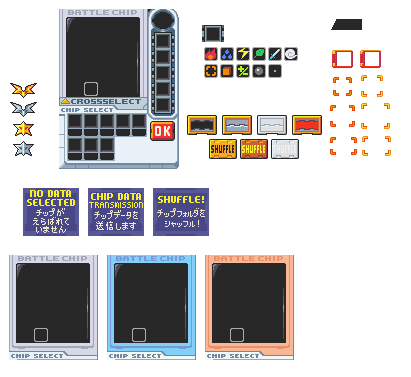 BATTLE CHIP
CROSSSELECT
CHIP SELECT
OK
SHUFFLE
SHUFFLE
SHUFFLE
NO DATA
SELECTED
チップが
えらばれて
いません
CHIP DATA
TRANSMISSION
チップデータを
送信します
SHUFFLE!
チップフォルダを
シャッフル!
BATTLE CHIP
CHIP SELECT
BATTLE CHIP
CHIP SELECT
BATTLE CHIP
CHIP SELECT